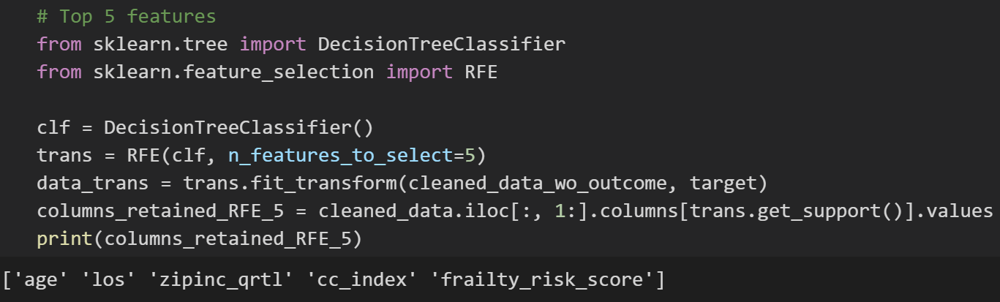 # Top 5 features
from sklearn.tree import DecisionTreeClassifier
from sklearn.feature_selection import RFE
clf = DecisionTreeClassifier()
trans = RFE(clf, n_features_to_select=5)
data_trans = trans.fit_transform(cleaned_data_wo_outcome, target)
columns_retained_RFE_5 = cleaned_data.iloc[:, 1:].columns[trans.get_support()].values
print(columns_retained_RFE_5)
['age' 'los' 'zipinc_qrtl' 'cc_index' 'frailty_risk_score']